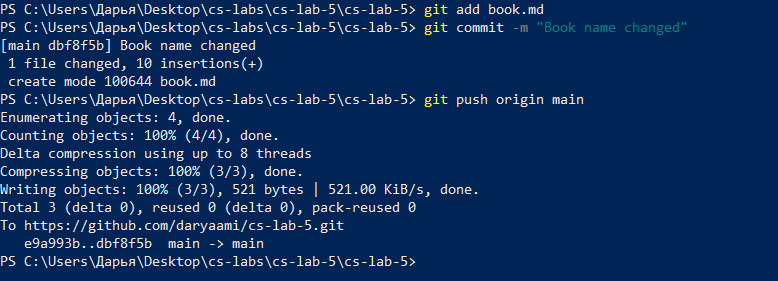 PS C:\Users\Дарья\Desktop\cs-labs\cs-lab-5\cs-lab-5> git add book.md
PS C:\Users\Дарья\Desktop\cs-labs\cs-lab-5\cs-lab-5> git commit -m "Book name changed"
[main dbf8f5b] Book name changed
 1 file changed, 10 insertions(+)
 create mode 100644 book.md
PS C:\Users\Дарья\Desktop\cs-labs\cs-lab-5\cs-lab-5> git push origin main
Enumerating objects: 4, done.
Counting objects: 100% (4/4), done.
Delta compression using up to 8 threads
Compressing objects: 100% (3/3), done.
Writing objects: 100% (3/3), 521 bytes | 521.00 KiB/s, done.
Total 3 (delta 0), reused 0 (delta 0), pack-reused 0
To https://github.com/daryaami/cs-lab-5.git
   e9a993b..dbf8f5b  main -> main
PS C:\Users\Дарья\Desktop\cs-labs\cs-lab-5\cs-lab-5>